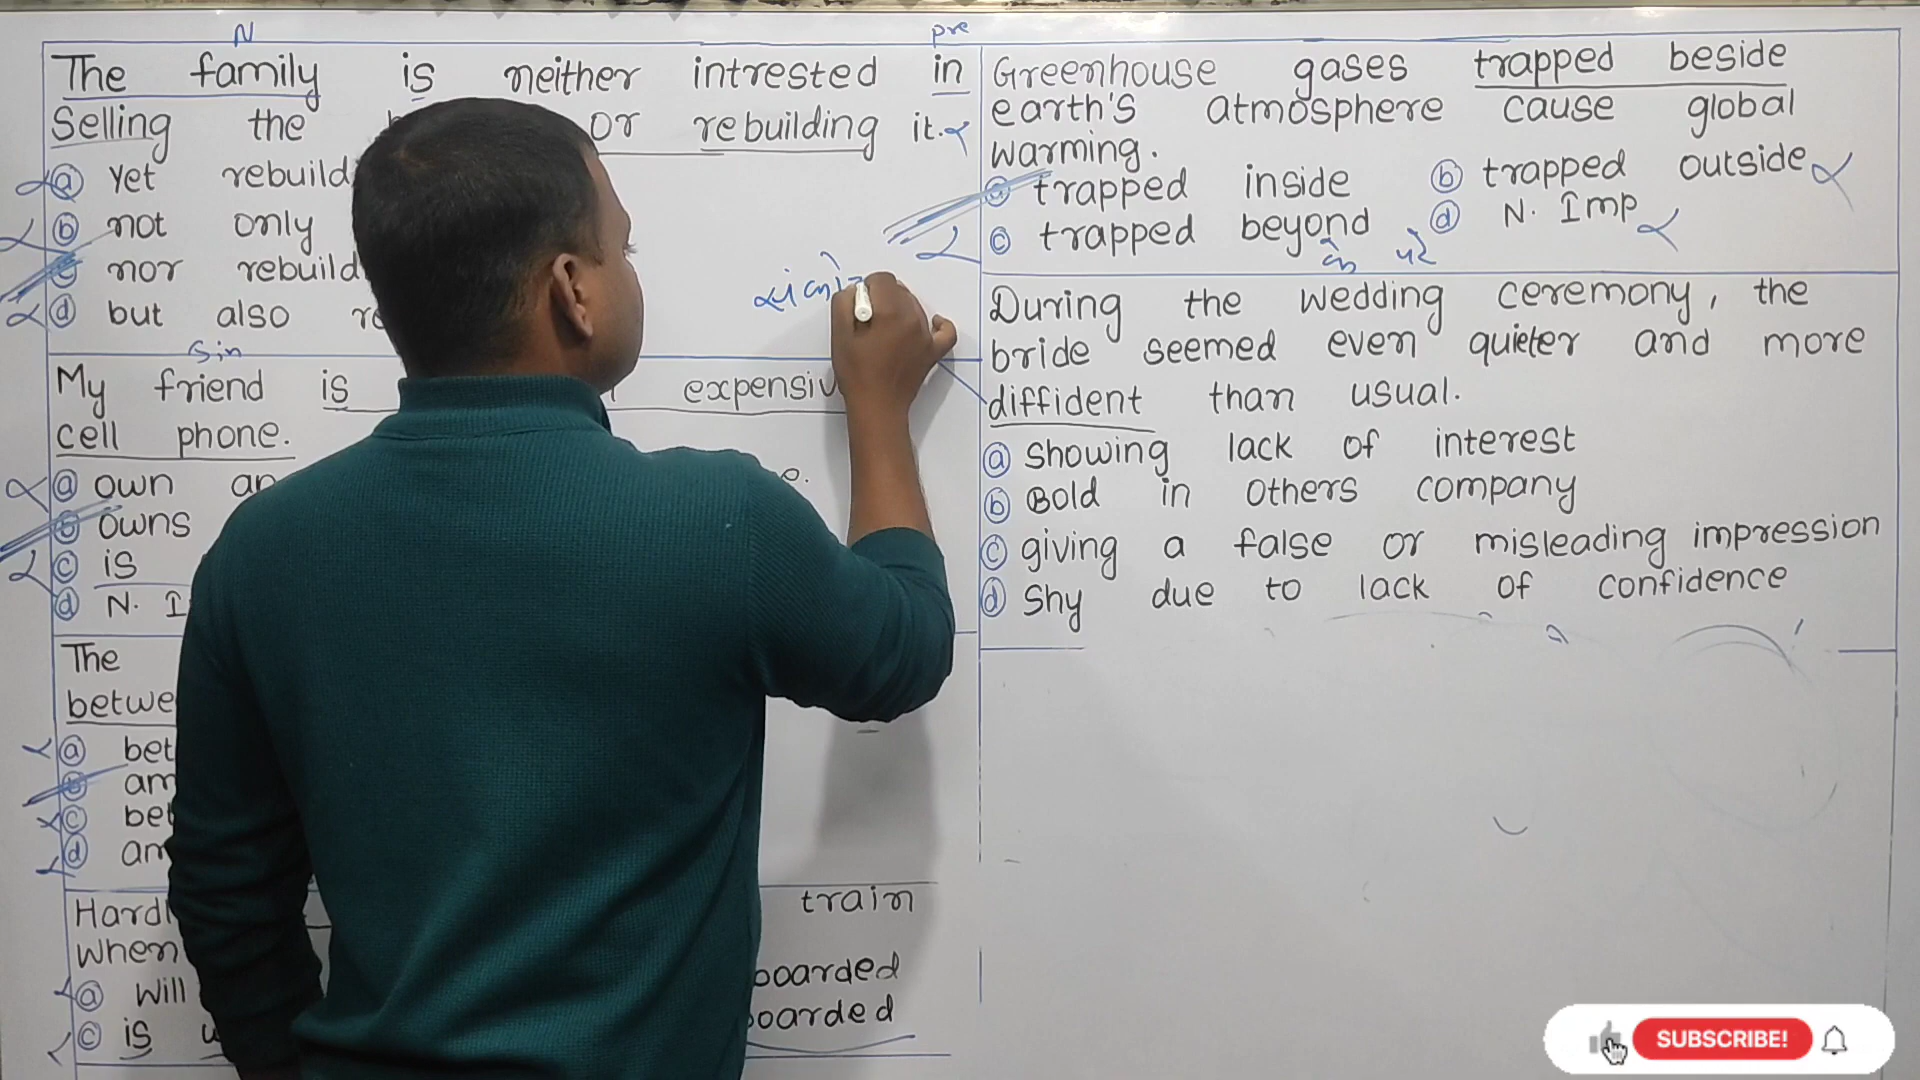 N
pre
The family is neither intrested in
Selling the or rebuilding it.
(a) Yet rebuild
(b) not only
nor rebuild
(d) but also
Sin
My friend is expensiv
cell phone.
(a) own an
owns
(c) is
(d) N. I
The
betwe
(a) bet
am
(c) bet
(d) am
Hardl train
When
(a) Will boarded
(c) is boarded
Greenhouse gases trapped beside
earth's atmosphere cause global
warming.
(a) trapped inside (b) trapped outside
(c) trapped beyond (d) N. Imp
During the wedding ceremony, the
bride seemed even quieter and more
diffident than usual.
(a) Showing lack of interest
(b) Bold in others company
(c) giving a false or misleading impression
(d) Shy due to lack of confidence
SUBSCRIBE!